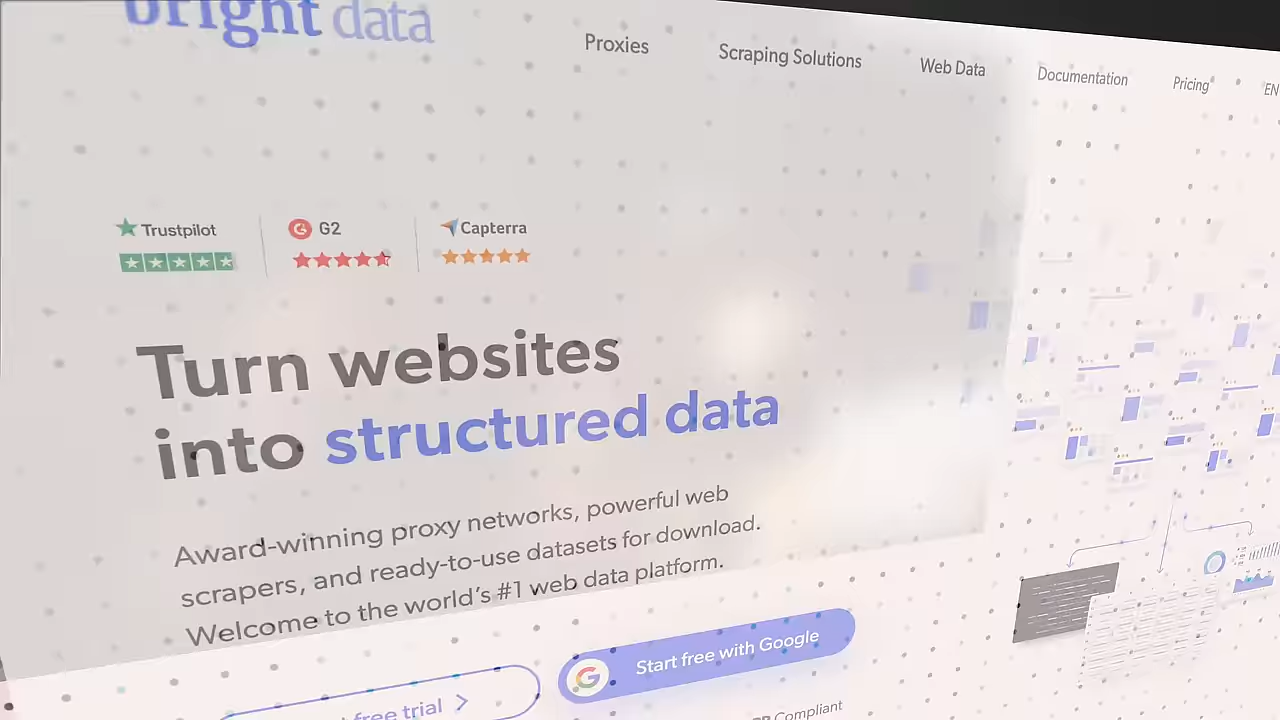 bright data
Proxies
Scraping Solutions
Web Data
Documentation
Pricing
EN
Trustpilot
G2
Capterra
Turn websites
into structured data
Award-winning proxy networks, powerful web
scrapers, and ready-to-use datasets for download.
Welcome to the world's #1 web data platform.
free trial
Start free with Google
Compliant